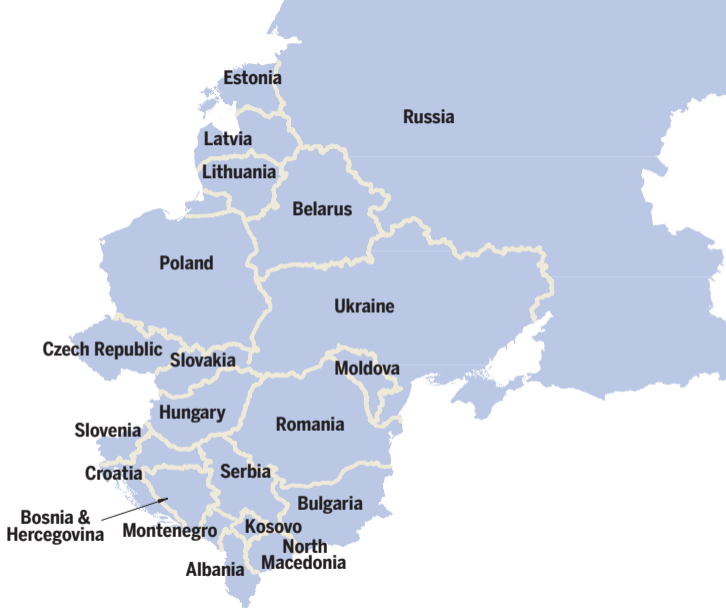 Estonia
Russia
Latvia
Lithuania
Belarus
Poland
Ukraine
Czech Republic
Slovakia
Moldova
Hungary
Romania
Slovenia
Croatia
Serbia
Bulgaria
Bosnia &
Hercegovina
Montenegro
Kosovo
North
Macedonia
Albania